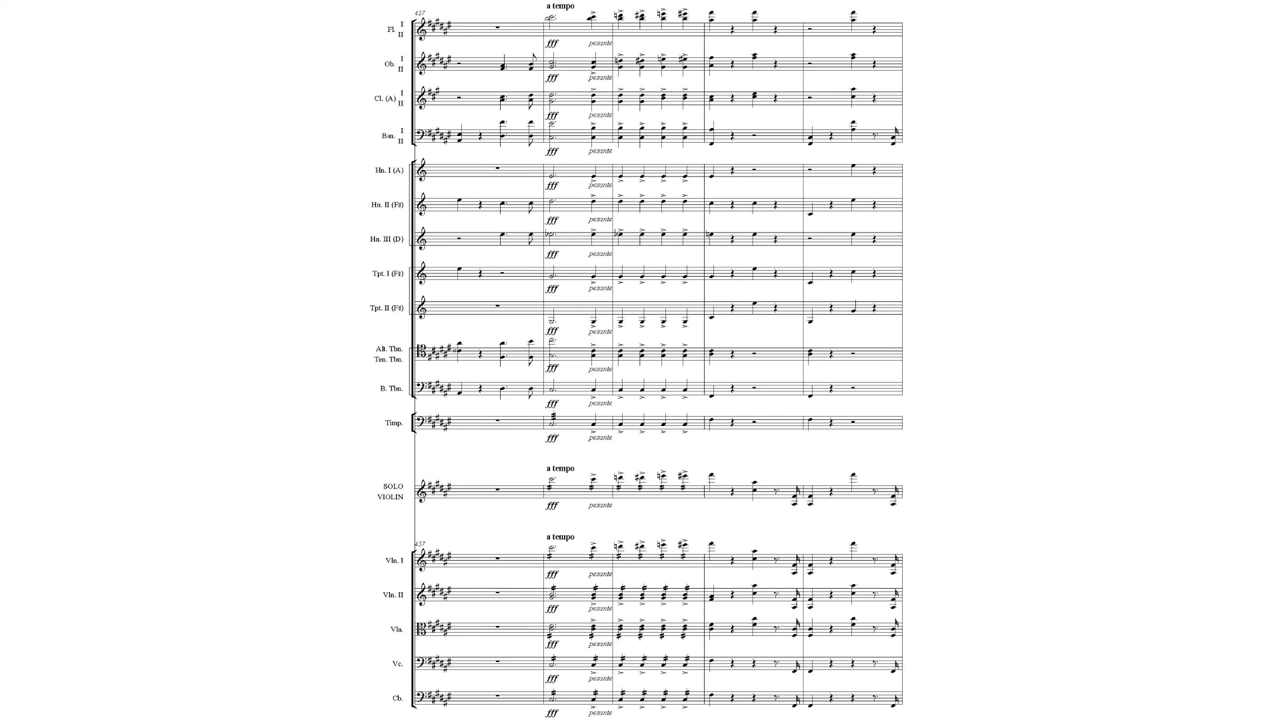 a tempo
427
Fl. I
II
fff pesante
Ob. I
II
fff pesante
Cl. (A) I
II
fff pesante
Bsn. I
II
fff pesante
Hn. I (A)
fff pesante
Hn. II (F♯)
fff
pesante
Hn. III (D)
fff pesante
Tpt. I (F♯)
fff pesante
Tpt. II (F♯)
fff pesante
Alt. Tbn.
Ten. Tbn.
fff pesante
B. Tbn.
fff pesante
Timp.
fff pesante
a tempo
SOLO
VIOLIN
fff pesante
a tempo
427
Vln. I
fff pesante
Vln. II
fff pesante
Vla.
fff pesante
Vc.
fff pesante
Cb.
fff pesante